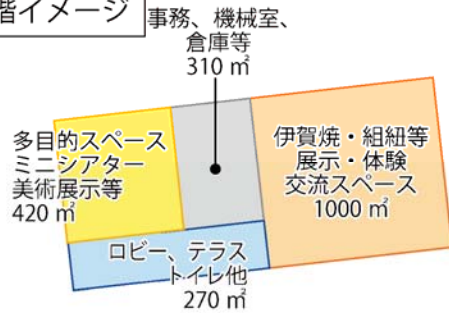 階イメージ
事務、機械室、
倉庫等
310 ㎡
多目的スペース
ミニシアター
美術展示等
420 ㎡
伊賀焼・組紐等
展示・体験
交流スペース
1000 ㎡
ロビー、テラス
トイレ他
270 ㎡